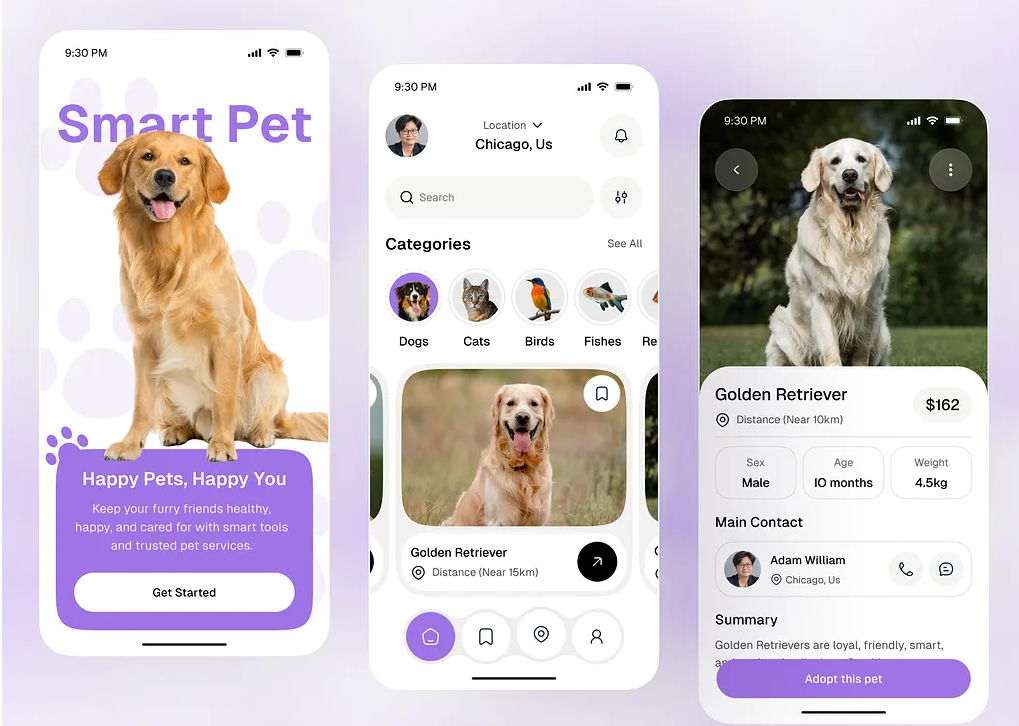 9:30 PM
Smart Pet
Happy Pets, Happy You
Keep your furry friends healthy,
happy, and cared for with smart tools
and trusted pet services.
Get Started
9:30 PM
Location
Chicago, Us
Search
Categories
See All
Dogs
Cats
Birds
Fishes
Re
Golden Retriever
Distance (Near 15km)
9:30 PM
Golden Retriever
$162
Distance (Near 10km)
Sex
Male
Age
10 months
Weight
4.5kg
Main Contact
Adam William
Chicago, Us
Summary
Golden Retrievers are loyal, friendly, smart,
Adopt this pet